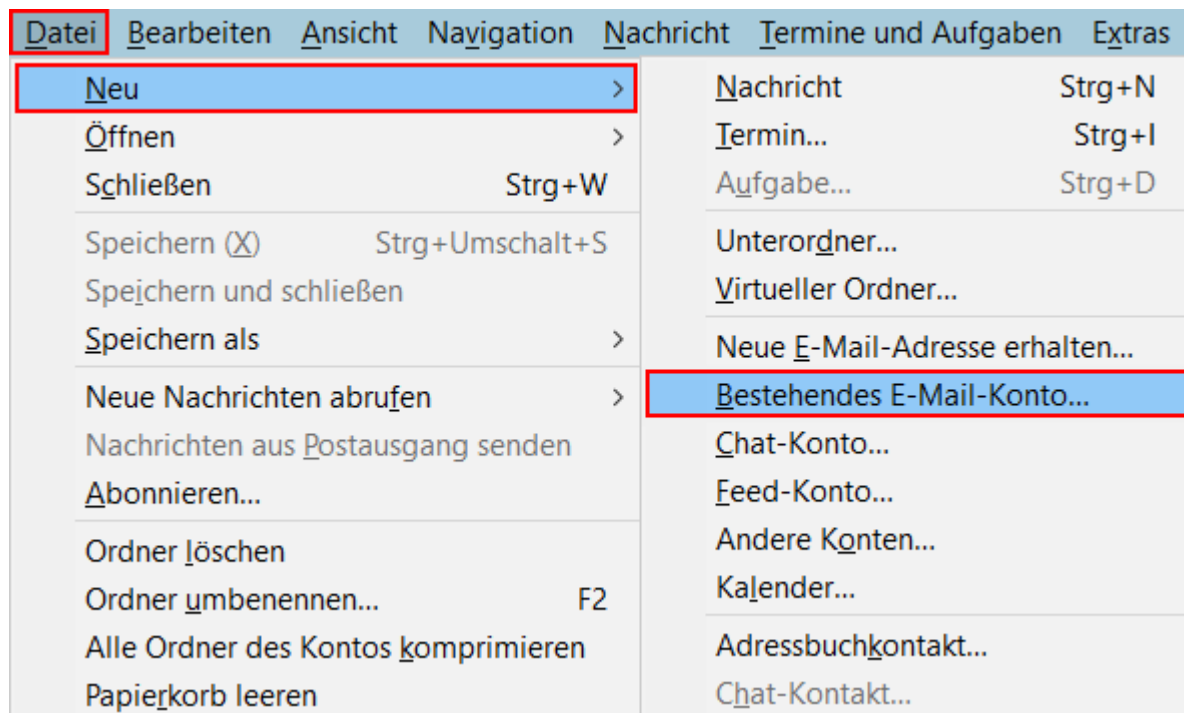 Datei Bearbeiten Ansicht Navigation Nachricht Termine und Aufgaben Extras
Neu
Öffnen
Schließen Strg+W
Speichern (X) Strg+Umschalt+S
Speichern und schließen
Speichern als
Neue Nachrichten abrufen
Nachrichten aus Postausgang senden
Abonnieren...
Ordner löschen
Ordner umbenennen... F2
Alle Ordner des Kontos komprimieren
Papierkorb leeren
Nachricht Strg+N
Termin... Strg+I
Aufgabe... Strg+D
Unterordner...
Virtueller Ordner...
Neue E-Mail-Adresse erhalten...
Bestehendes E-Mail-Konto...
Chat-Konto...
Feed-Konto...
Andere Konten...
Kalender...
Adressbuchkontakt...
Chat-Kontakt...